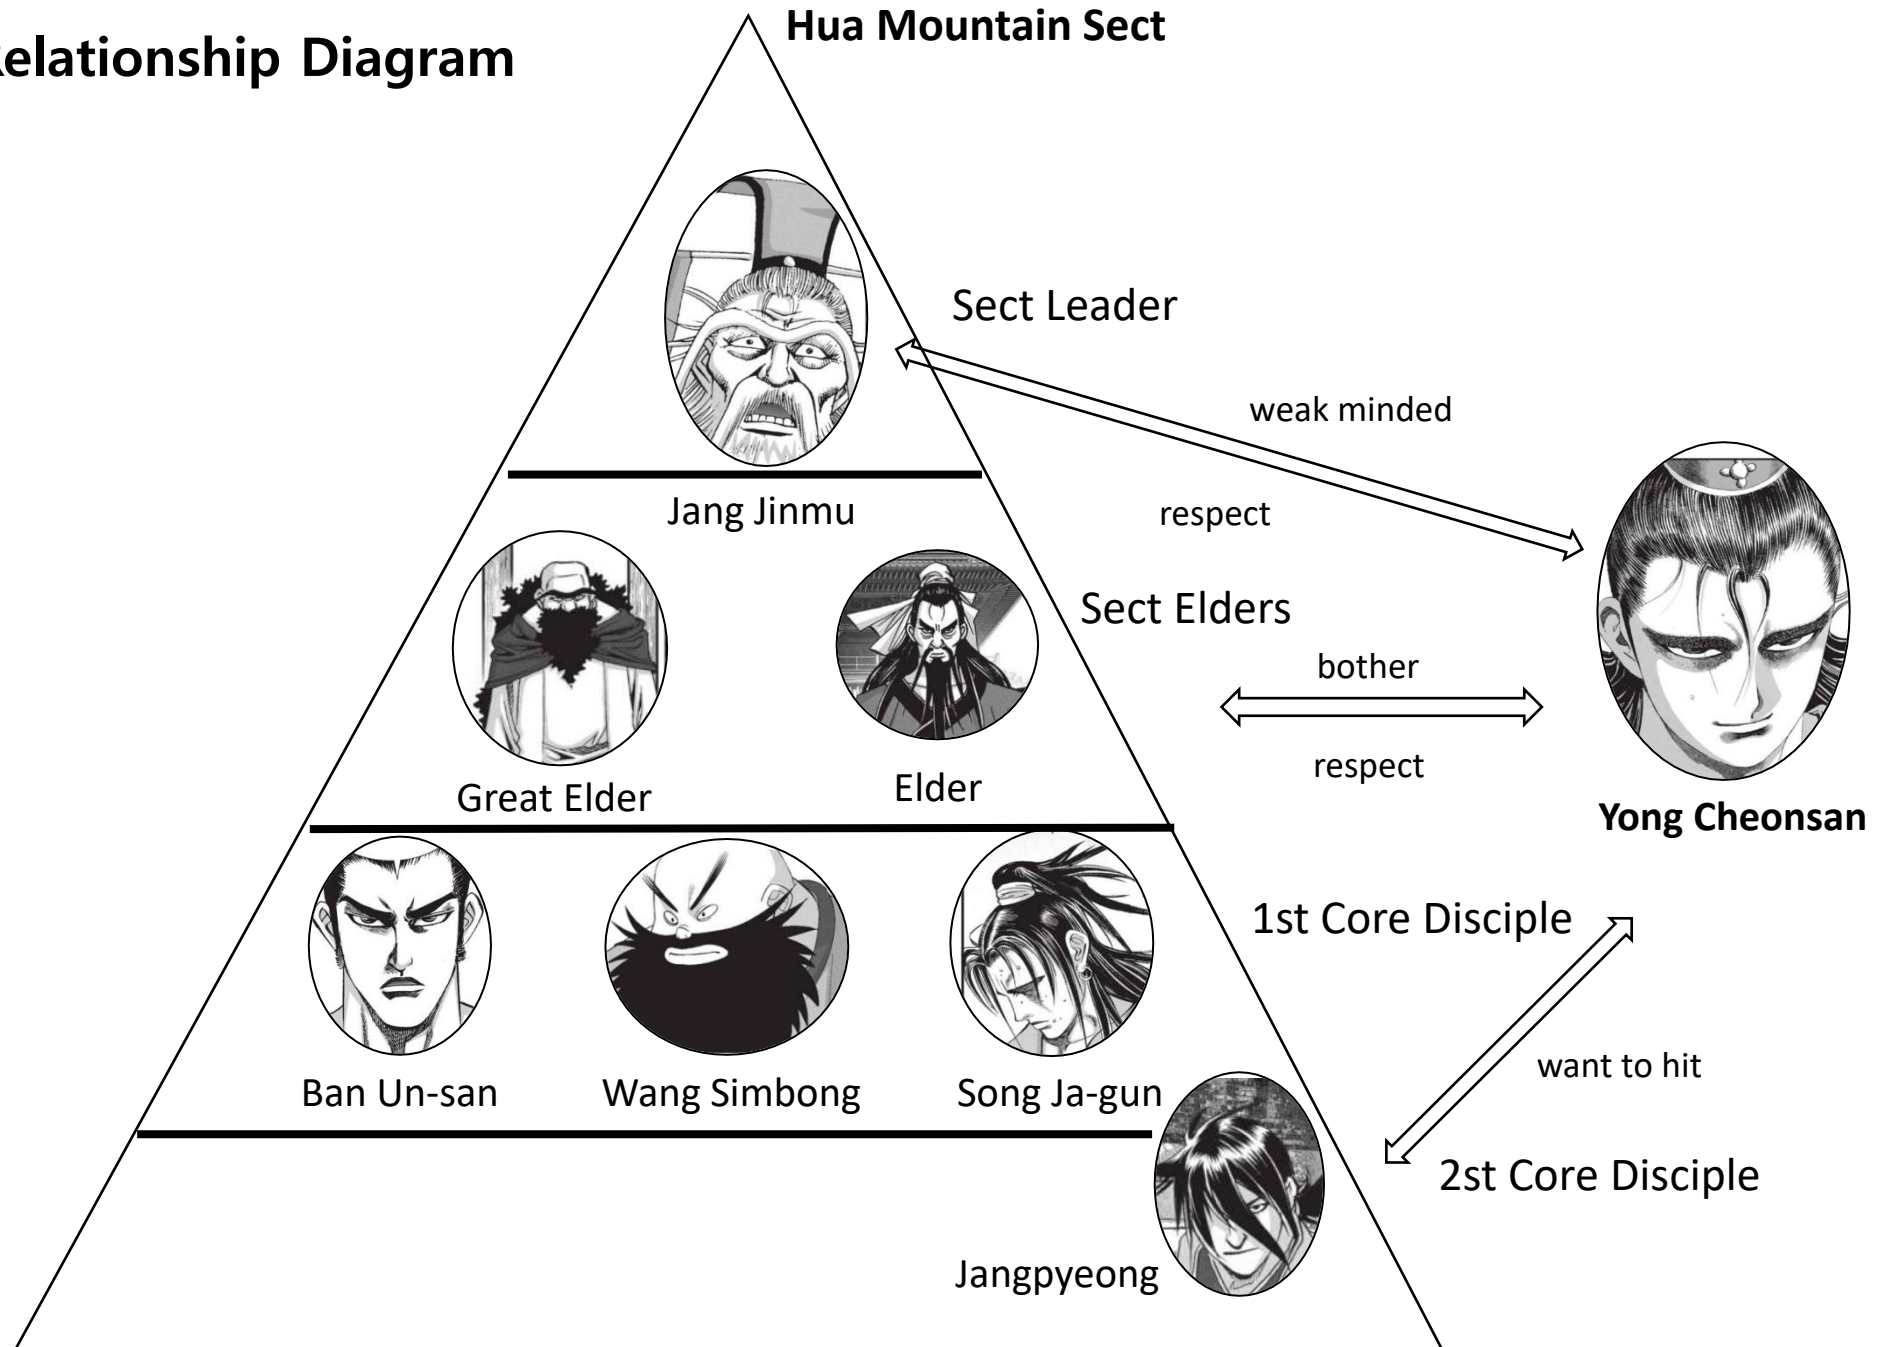 elationship Diagram
Hua Mountain Sect
Sect Leader
weak minded
Jang Jinmu
respect
Sect Elders
bother
respect
Great Elder
Elder
Yong Cheonsan
1st Core Disciple
want to hit
Ban Un-san
Wang Simbong
Song Ja-gun
2st Core Disciple
Jangpyeong